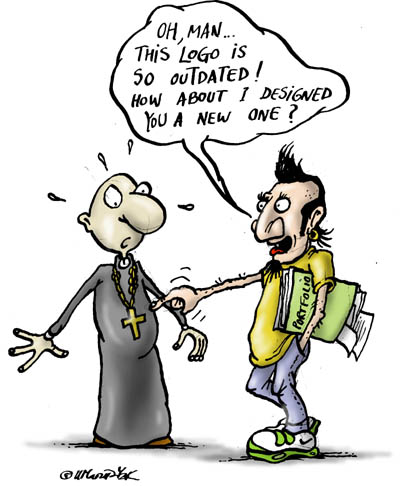 OH, MAN...
THIS LOGO IS
SO OUTDATED!
HOW ABOUT I DESIGNED
YOU A NEW ONE?
PORTFOLIO